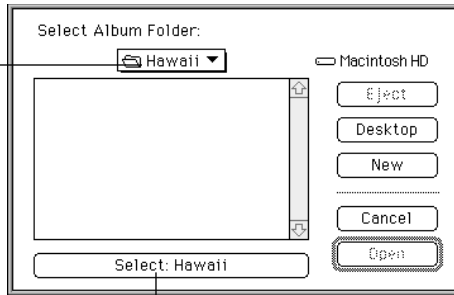 Select Album Folder:
Hawaii
Macintosh HD
Eject
Desktop
New
Cancel
Open
Select: Hawaii